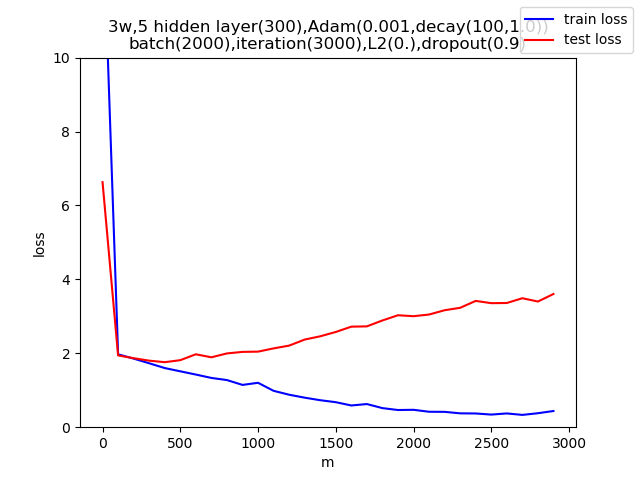 3w,5 hidden layer(300),Adam(0.001,decay(100,1.0))
batch(2000),iteration(3000),L2(0.),dropout(0.9)
train loss
test loss
10
8
6
4
2
0
loss
0 500 1000 1500 2000 2500 3000
m